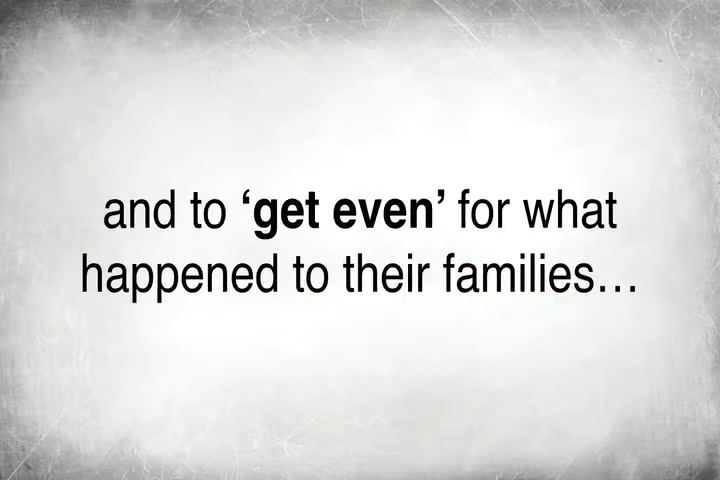 and to ‘get even’ for what
happened to their families…